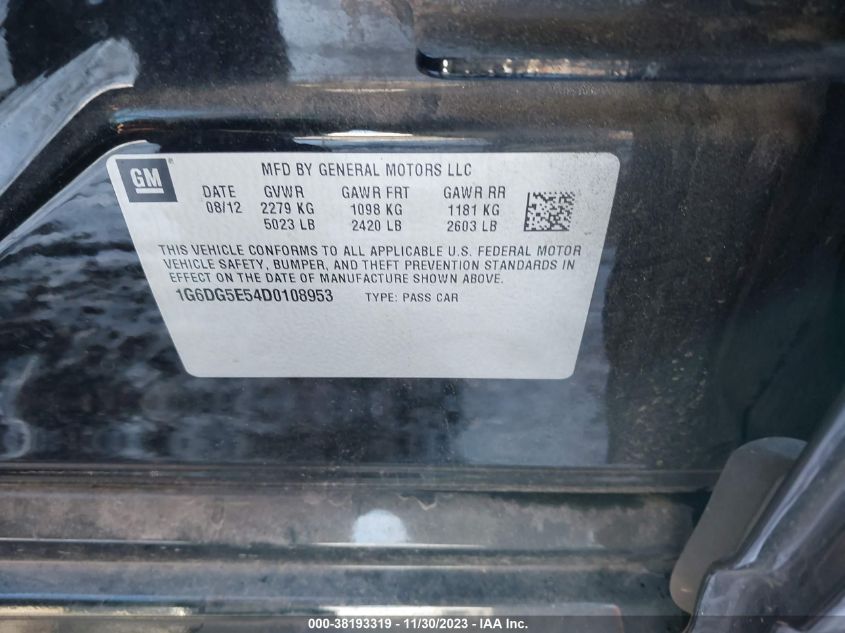 GM
MFD BY GENERAL MOTORS LLC
DATE GVWR GAWR FRT GAWR RR
08/12 2279 KG 1098 KG 1181 KG
5023 LB 2420 LB 2603 LB
THIS VEHICLE CONFORMS TO ALL APPLICABLE U.S. FEDERAL MOTOR
VEHICLE SAFETY, BUMPER, AND THEFT PREVENTION STANDARDS IN
EFFECT ON THE DATE OF MANUFACTURE SHOWN ABOVE.
1G6DG5E54D0108953 TYPE: PASS CAR
000-38193319 - 11/30/2023 - IAAI, Inc.